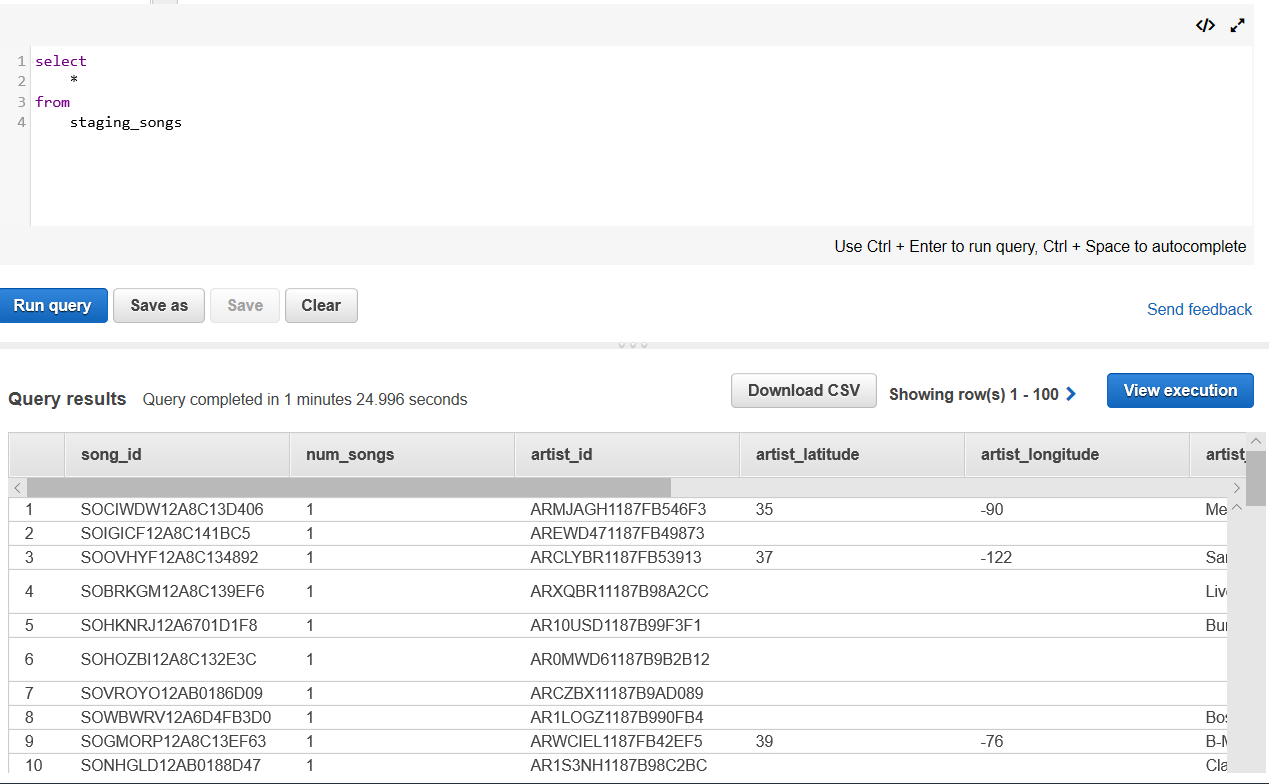 1 select
2 *
3 from
4 staging_songs
Use Ctrl + Enter to run query, Ctrl + Space to autocomplete
Run query Save as Save Clear Send feedback
Query results Query completed in 1 minutes 24.996 seconds Download CSV Showing row(s) 1 - 100 View execution
song_id num_songs artist_id artist_latitude artist_longitude artist_
1 SOCIWDW12A8C13D406 1 ARMJAGH1187FB546F3 35 -90 Me
2 SOIGICF12A8C141BC5 1 AREWD471187FB49873
3 SOOVHYF12A8C134892 1 ARCLYBR1187FB53913 37 -122 Sa
4 SOBRKGM12A8C139EF6 1 ARXQBR11187B98A2CC Liv
5 SOHKNRJ12A6701D1F8 1 AR10USD1187B99F3F1 Bu
6 SOHOZBI12A8C132E3C 1 AR0MWD61187B9B2B12
7 SOVROYO12AB0186D09 1 ARCZBX11187B9AD089
8 SOWBWRV12A6D4FB3D0 1 AR1LOGZ1187B990FB4 Bos
9 SOGMORP12A8C13EF63 1 ARWCIEL1187FB42EF5 39 -76 B-M
10 SONHGLD12AB0188D47 1 AR1S3NH1187B98C2BC Cla